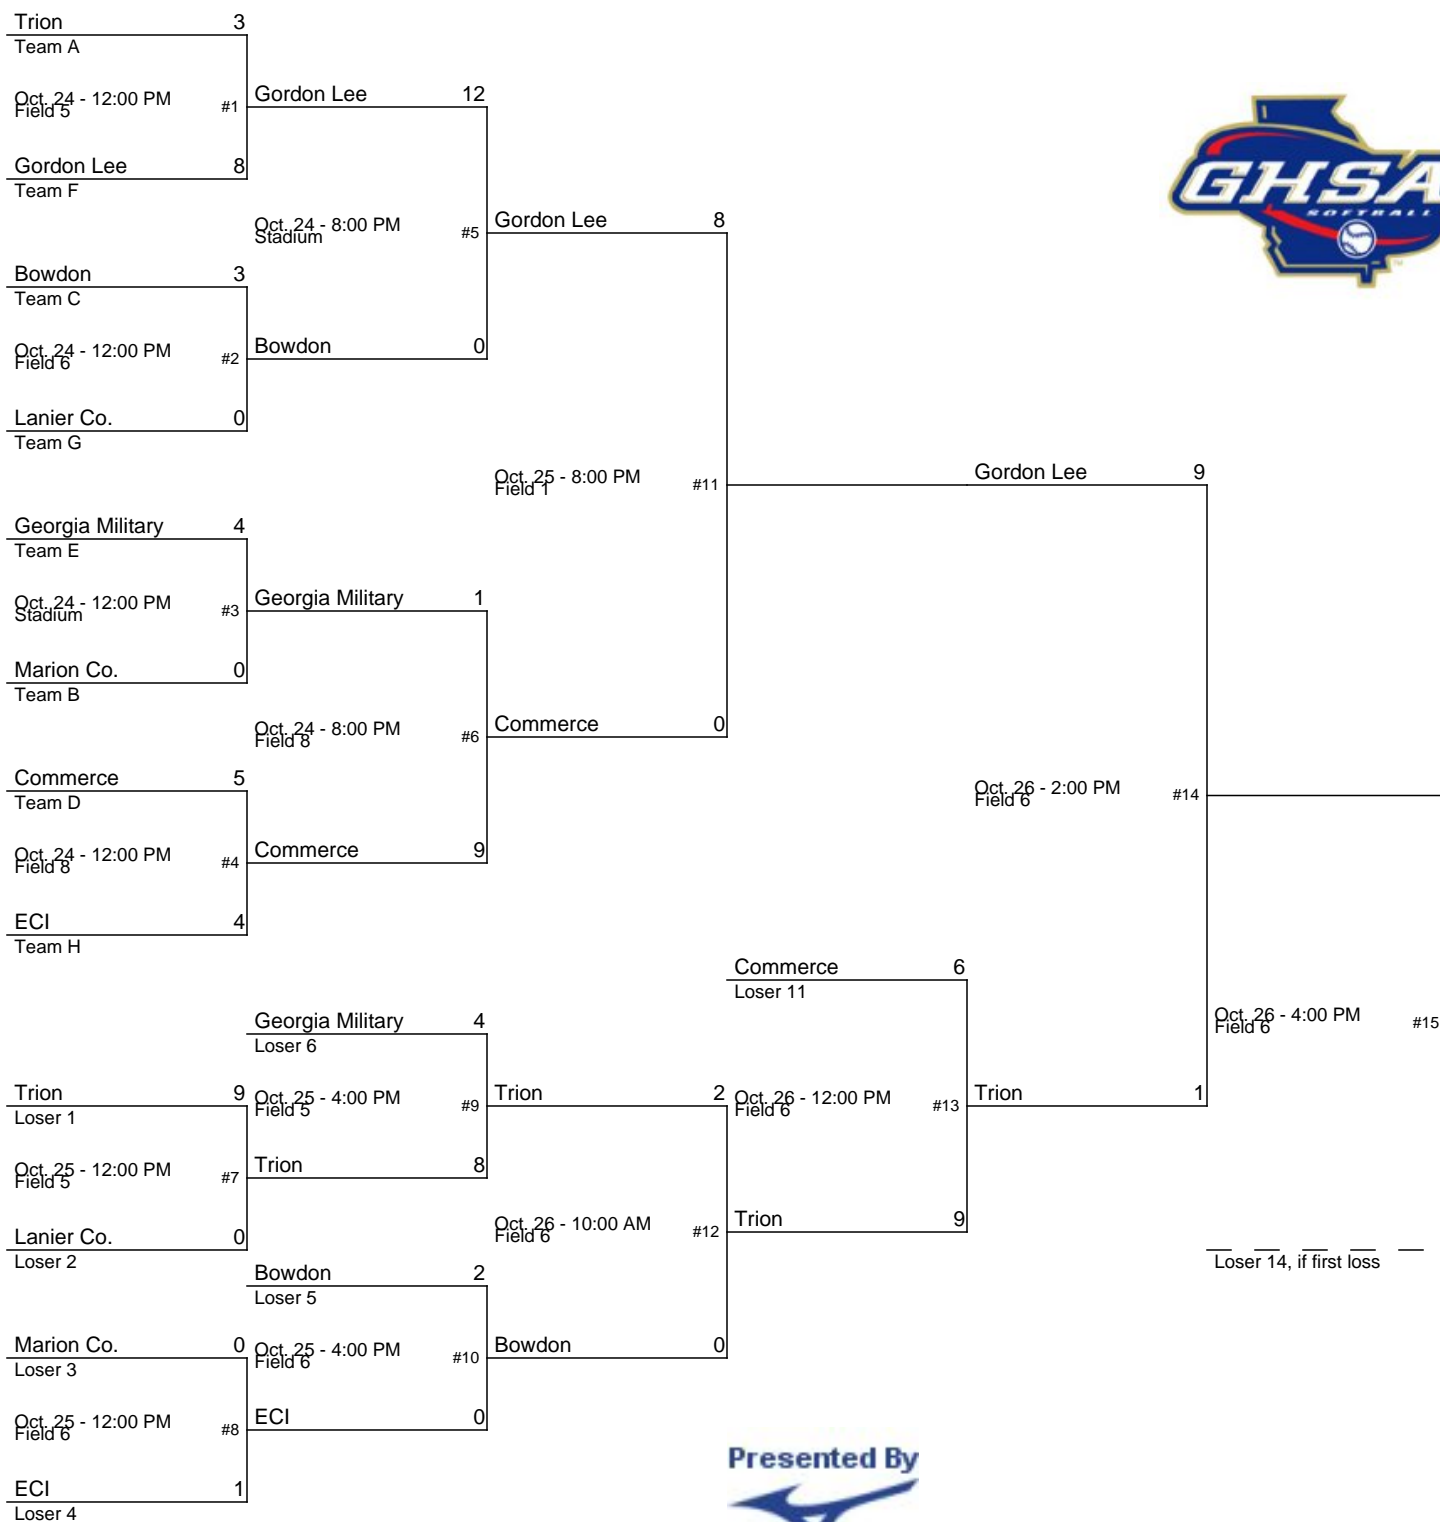 Trion 3
Team A
Oct. 24 - 12:00 PM
Field 5
#1
Gordon Lee 12
Gordon Lee 8
Team F
Oct. 24 - 8:00 PM
Stadium
#5
Gordon Lee 8
Bowdon 3
Team C
Oct. 24 - 12:00 PM
Field 6
#2
Bowdon 0
Lanier Co. 0
Team G
GHSA
SOFTBALL
TM
Oct. 25 - 8:00 PM
Field 1
#11
Gordon Lee 9
Georgia Military 4
Team E
Oct. 24 - 12:00 PM
Stadium
#3
Georgia Military 1
Marion Co. 0
Team B
Oct. 24 - 8:00 PM
Field 8
#6
Commerce 0
Commerce 5
Team D
Oct. 24 - 12:00 PM
Field 8
#4
Commerce 9
ECI 4
Team H
Oct. 26 - 2:00 PM
Field 6
#14
Commerce 6
Loser 11
Georgia Military 4
Loser 6
Oct. 26 - 4:00 PM
Field 6
#15
Trion 9
Loser 1
Oct. 25 - 4:00 PM
Field 5
#9
Trion 2
Oct. 26 - 12:00 PM
Field 6
#13
Trion 1
Oct. 25 - 12:00 PM
Field 5
#7
Trion 8
Lanier Co. 0
Loser 2
Oct. 26 - 10:00 AM
Field 6
#12
Trion 9
Loser 14, if first loss
Bowdon 2
Loser 5
Marion Co. 0
Loser 3
Oct. 25 - 4:00 PM
Field 6
#10
Bowdon 0
Oct. 25 - 12:00 PM
Field 6
#8
ECI 0
ECI 1
Loser 4
Presented By